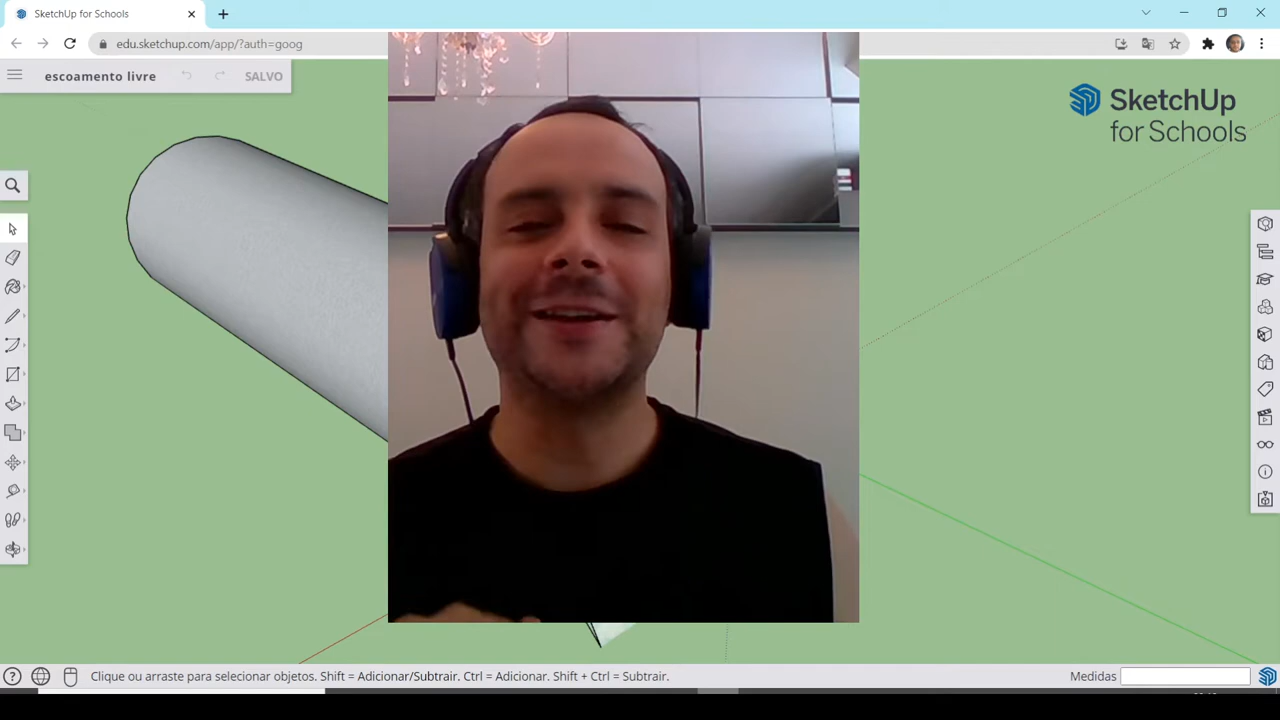 SketchUp for Schools
edu.sketchup.com/app/?auth=goog
escoamento livre
SALVO
SketchUp
for Schools
Clique ou arraste para selecionar objetos. Shift = Adicionar/Subtrair. Ctrl = Adicionar. Shift + Ctrl = Subtrair.
Medidas